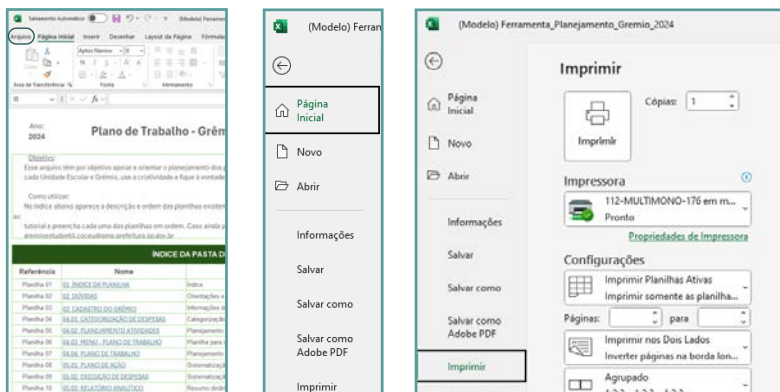 Salvamento Automático
(Modelo) Ferramen
Arquivo Página Inicial Inserir Desenhar Layout da Página Fórmulas
Aptos Narrow
Área de Transferência
Fonte
Alinhamento
Ano:
2024
Plano de Trabalho - Grêm
Objetivo:
Esse arquivo têm por objetivo apoiar e orientar o planejamento dos
cada Unidade Escolar e Grêmio, use a criatividade e fique à vontade
Como utilizar:
No índice abaixo aparece a descrição e ordem das planilhas existen
ao
tutorial e preencha cada uma das planilhas em ordem. Caso ainda
ÍNDICE DA PASTA D
Referência Nome
Planilha 01 01. ÍNDICE DA PLANILHA Índice
Planilha 02 02. DÚVIDAS Orientações e
Planilha 03 03. CADASTRO DO GRÊMIO Informações d
Planilha 04 04.01. CATEGORIZAÇÃO DE DESPESAS Categorizaçã
Planilha 05 04.02. PLANEJAMENTO ATIVIDADES Planejamento
Planilha 06 04.03. MENU - PLANO DE TRABALHO Planilha para
Planilha 07 04.04. PLANO DE TRABALHO Planejamento
Planilha 08 05.01. PLANO DE AÇÃO Sistematizaçã
Planilha 09 05.02. EXECUÇÃO DE DESPESAS Sistematizaçã
Planilha 10 05.03. RELATÓRIO ANALÍTICO Resumo
(Modelo) Ferran
Página
Inicial
Novo
Abrir
Informações
Salvar
Salvar como
Salvar como
Adobe PDF
Imprimir
(Modelo) Ferramenta_Planejamento_Gremio_2024
Página
Inicial
Novo
Abrir
Informações
Salvar
Salvar como
Salvar como
Adobe PDF
Imprimir
Imprimir
Cópias: 1
Imprimir
Impressora
112-MULTIMONO-176 em m...
Pronto
Propriedades de Impressora
Configurações
Imprimir Planilhas Ativas
Imprimir somente as planilha...
Páginas: para
Imprimir nos Dois Lados
Inverter páginas na borda lon...
Agrupado